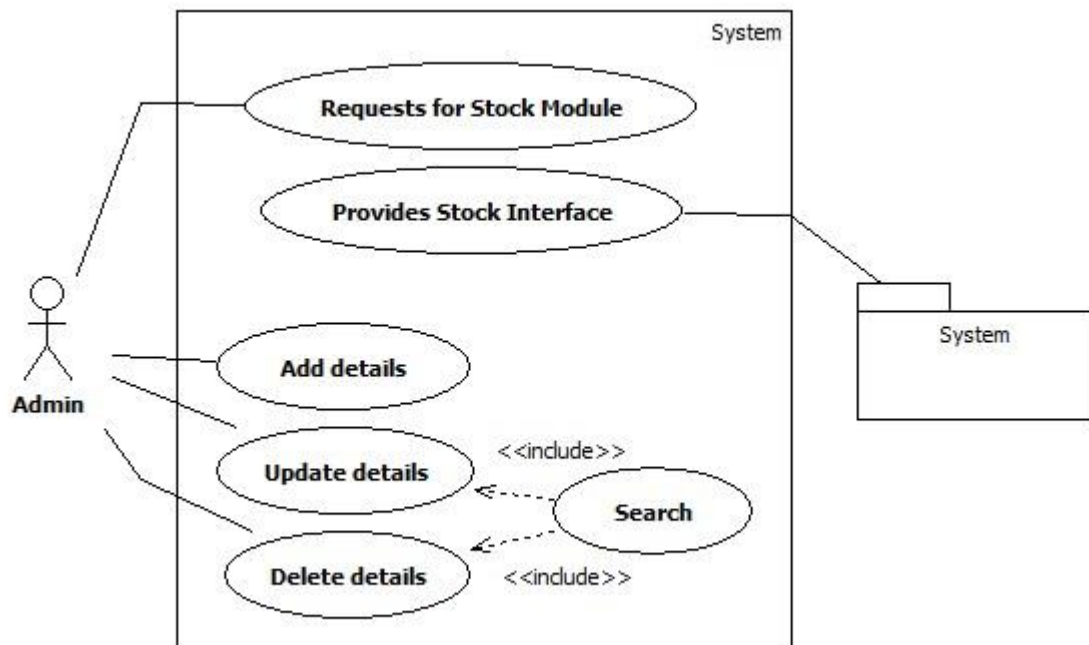 System
Requests for Stock Module
Provides Stock Interface
System
Add details
Admin
<<include>>
Update details
Search
Delete details
<<include>>